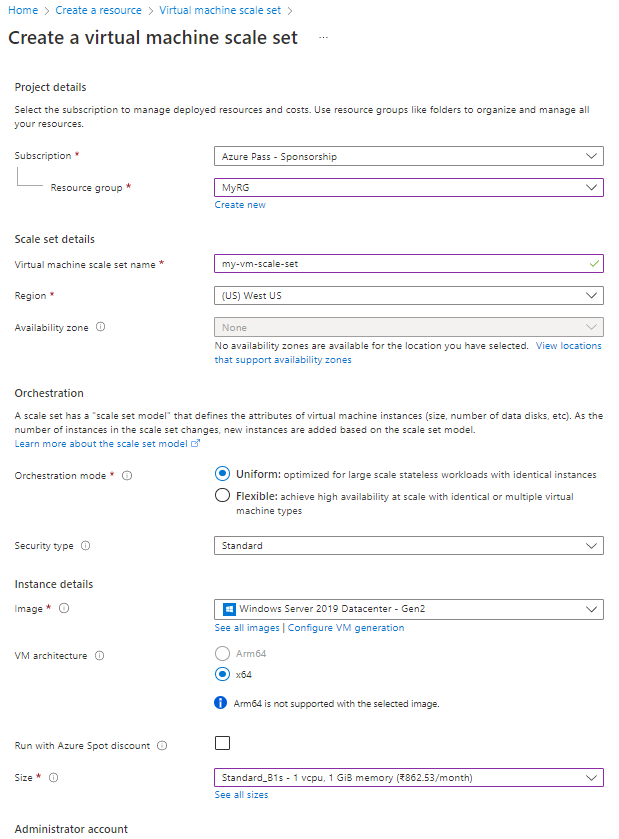 Home > Create a resource > Virtual machine scale set >
Create a virtual machine scale set ...
Project details
Select the subscription to manage deployed resources and costs. Use resource groups like folders to organize and manage all
your resources.
Subscription * Azure Pass - Sponsorship
Resource group * MyRG
Create new
Scale set details
Virtual machine scale set name * my-vm-scale-set
Region * (US) West US
Availability zone None
No availability zones are available for the location you have selected. View locations
that support availability zones
Orchestration
A scale set has a "scale set model" that defines the attributes of virtual machine instances (size, number of data disks, etc). As the
number of instances in the scale set changes, new instances are added based on the scale set model.
Learn more about the scale set model
Orchestration mode * Uniform: optimized for large scale stateless workloads with identical instances
Flexible: achieve high availability at scale with identical or multiple virtual
machine types
Security type Standard
Instance details
Image * Windows Server 2019 Datacenter - Gen2
See all images | Configure VM generation
VM architecture Arm64
x64
Arm64 is not supported with the selected image.
Run with Azure Spot discount
Size * Standard_B1s - 1 vcpu, 1 GiB memory (₹862.53/month)
See all sizes
Administrator account